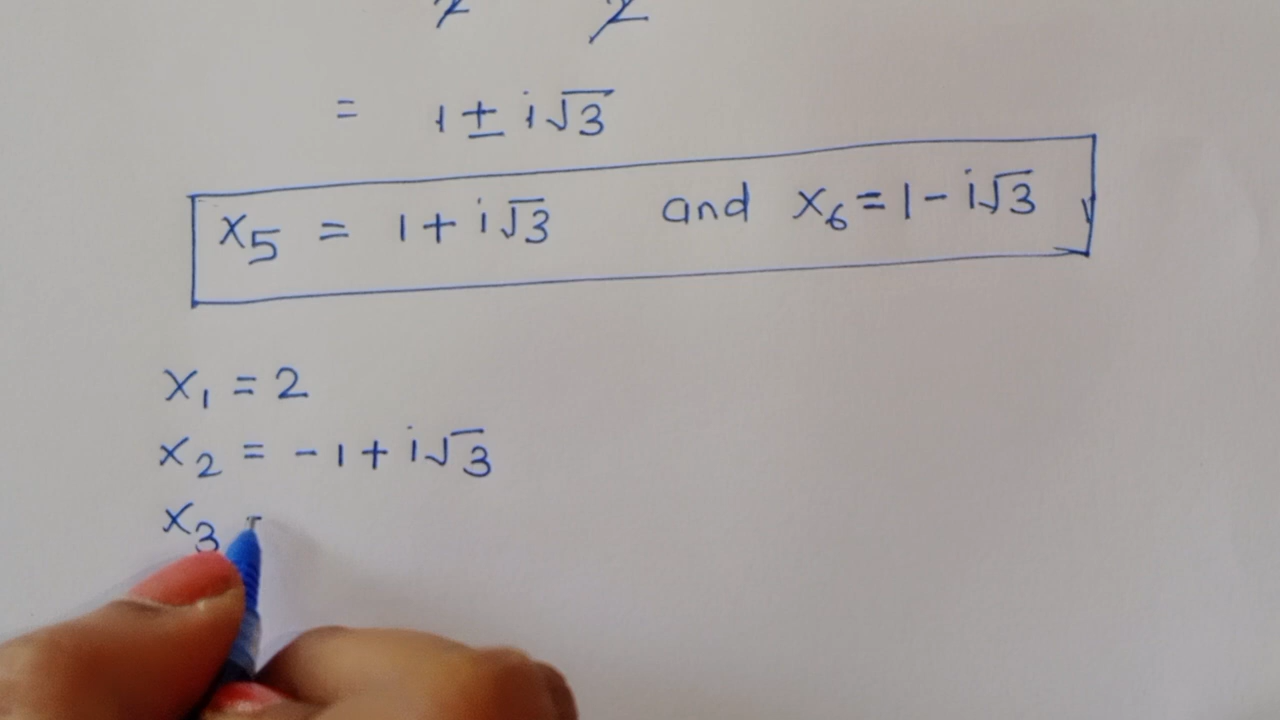 = 1 ± i√3
x₅ = 1 + i√3 and x₆ = 1 - i√3
x₁ = 2
x₂ = -1 + i√3
x₃